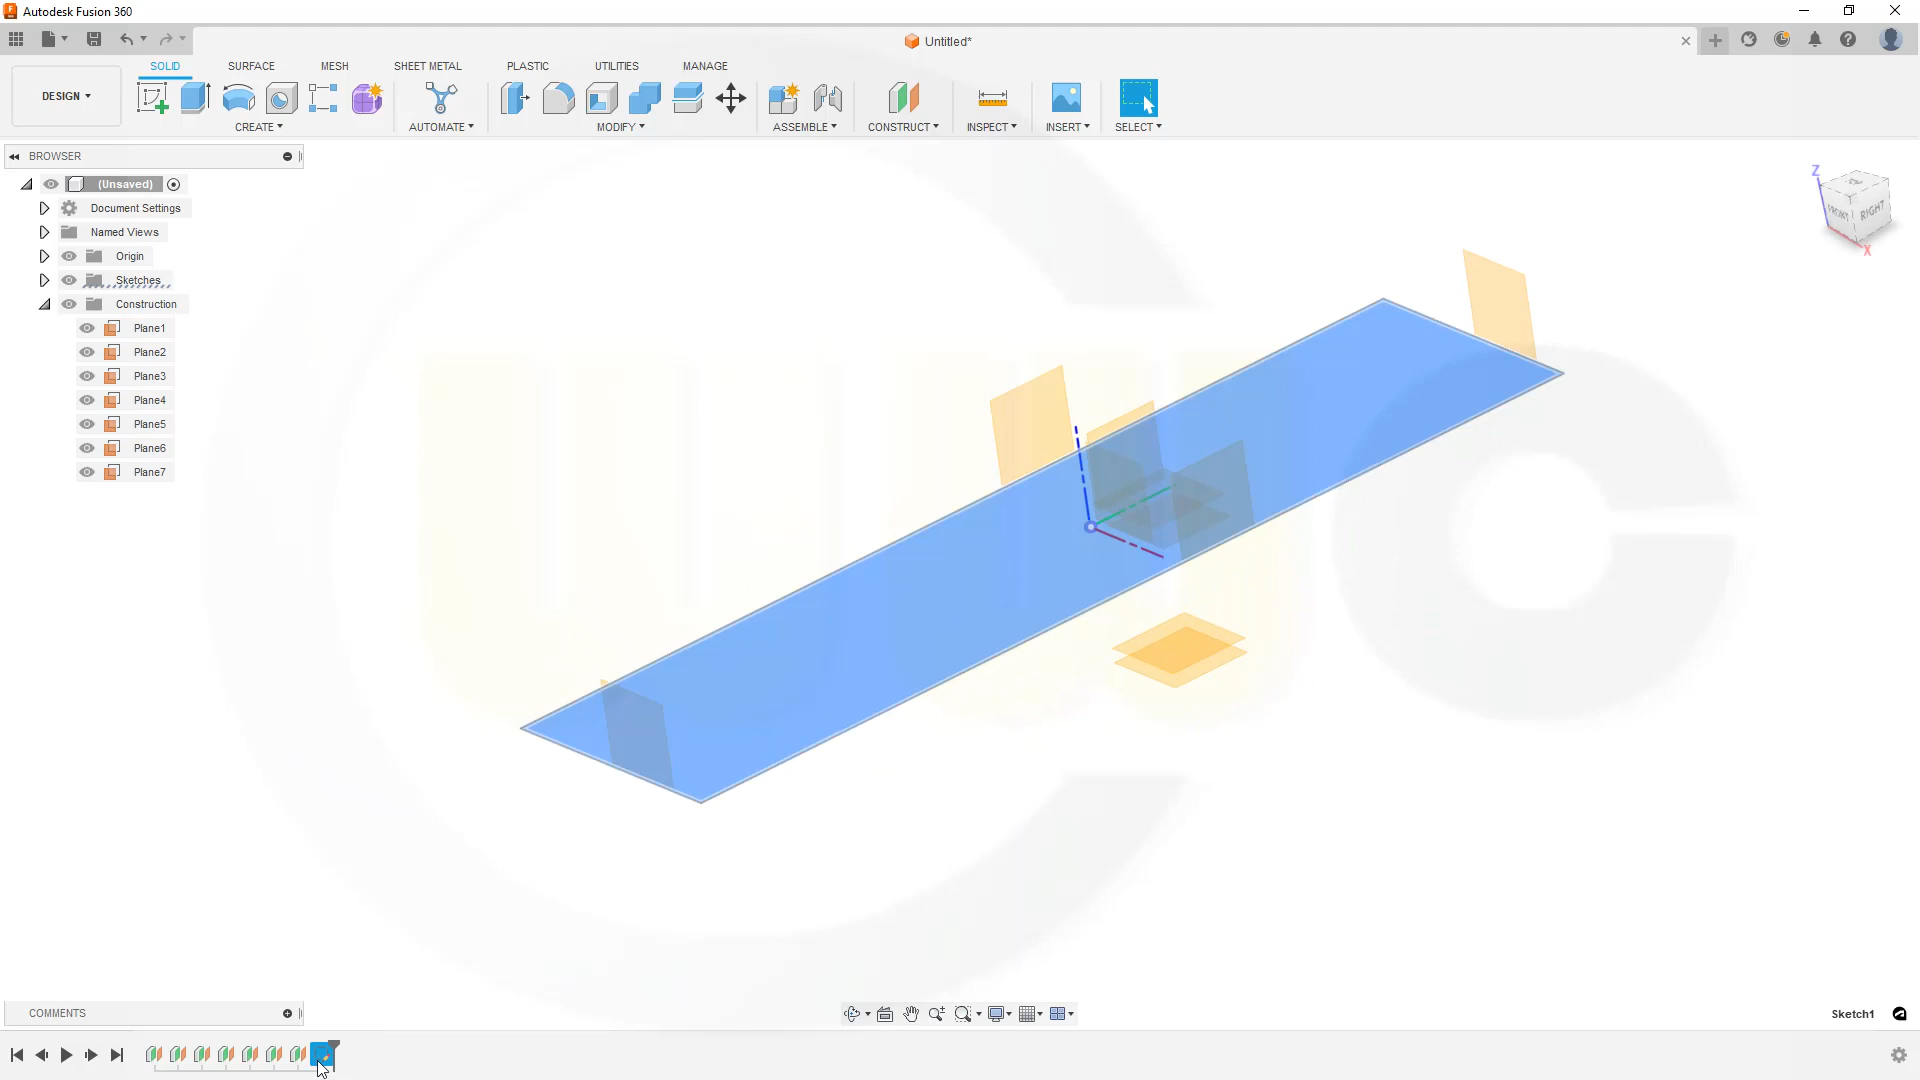 Autodesk Fusion 360
Untitled*
SOLID SURFACE MESH SHEET METAL PLASTIC UTILITIES MANAGE
DESIGN
CREATE AUTOMATE MODIFY ASSEMBLE CONSTRUCT INSPECT INSERT SELECT
BROWSER
(Unsaved)
Document Settings
Named Views
Origin
Sketches
Construction
Plane1
Plane2
Plane3
Plane4
Plane5
Plane6
Plane7
Z
FRONT RIGHT
X
COMMENTS
Sketch1